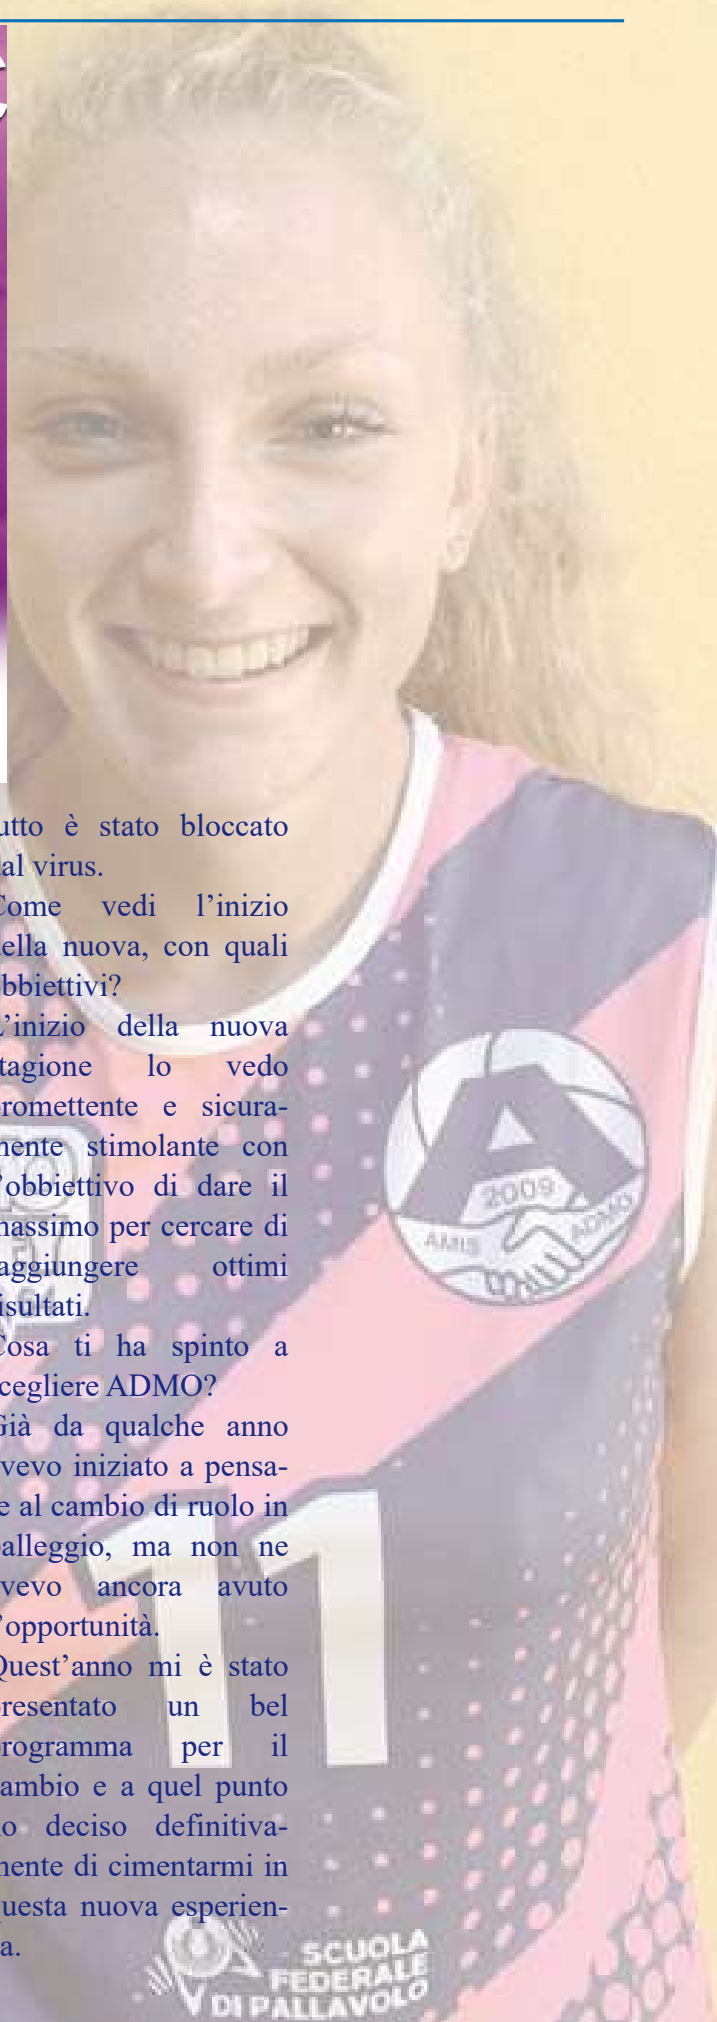 utto è stato bloccato
al virus.
Come vedi l’inizio
ella nuova, con quali
bbiettivi?
L’inizio della nuova
tagione lo vedo
romettente e sicura-
mente stimolante con
l’obbiettivo di dare il
massimo per cercare di
aggiungere ottimi
isultati.
Cosa ti ha spinto a
cegliere ADMO?
Già da qualche anno
vevo iniziato a pensa-
e al cambio di ruolo in
alleggio, ma non ne
vevo ancora avuto
l’opportunità.
Quest’anno mi è stato
resentato un bel
rogramma per il
ambio e a quel punto
o deciso definitiva-
mente di cimentarmi in
uesta nuova esperien-
a.
2009
AMIS ADMO
11
SCUOLA
FEDERALE
DI PALLAVOLO